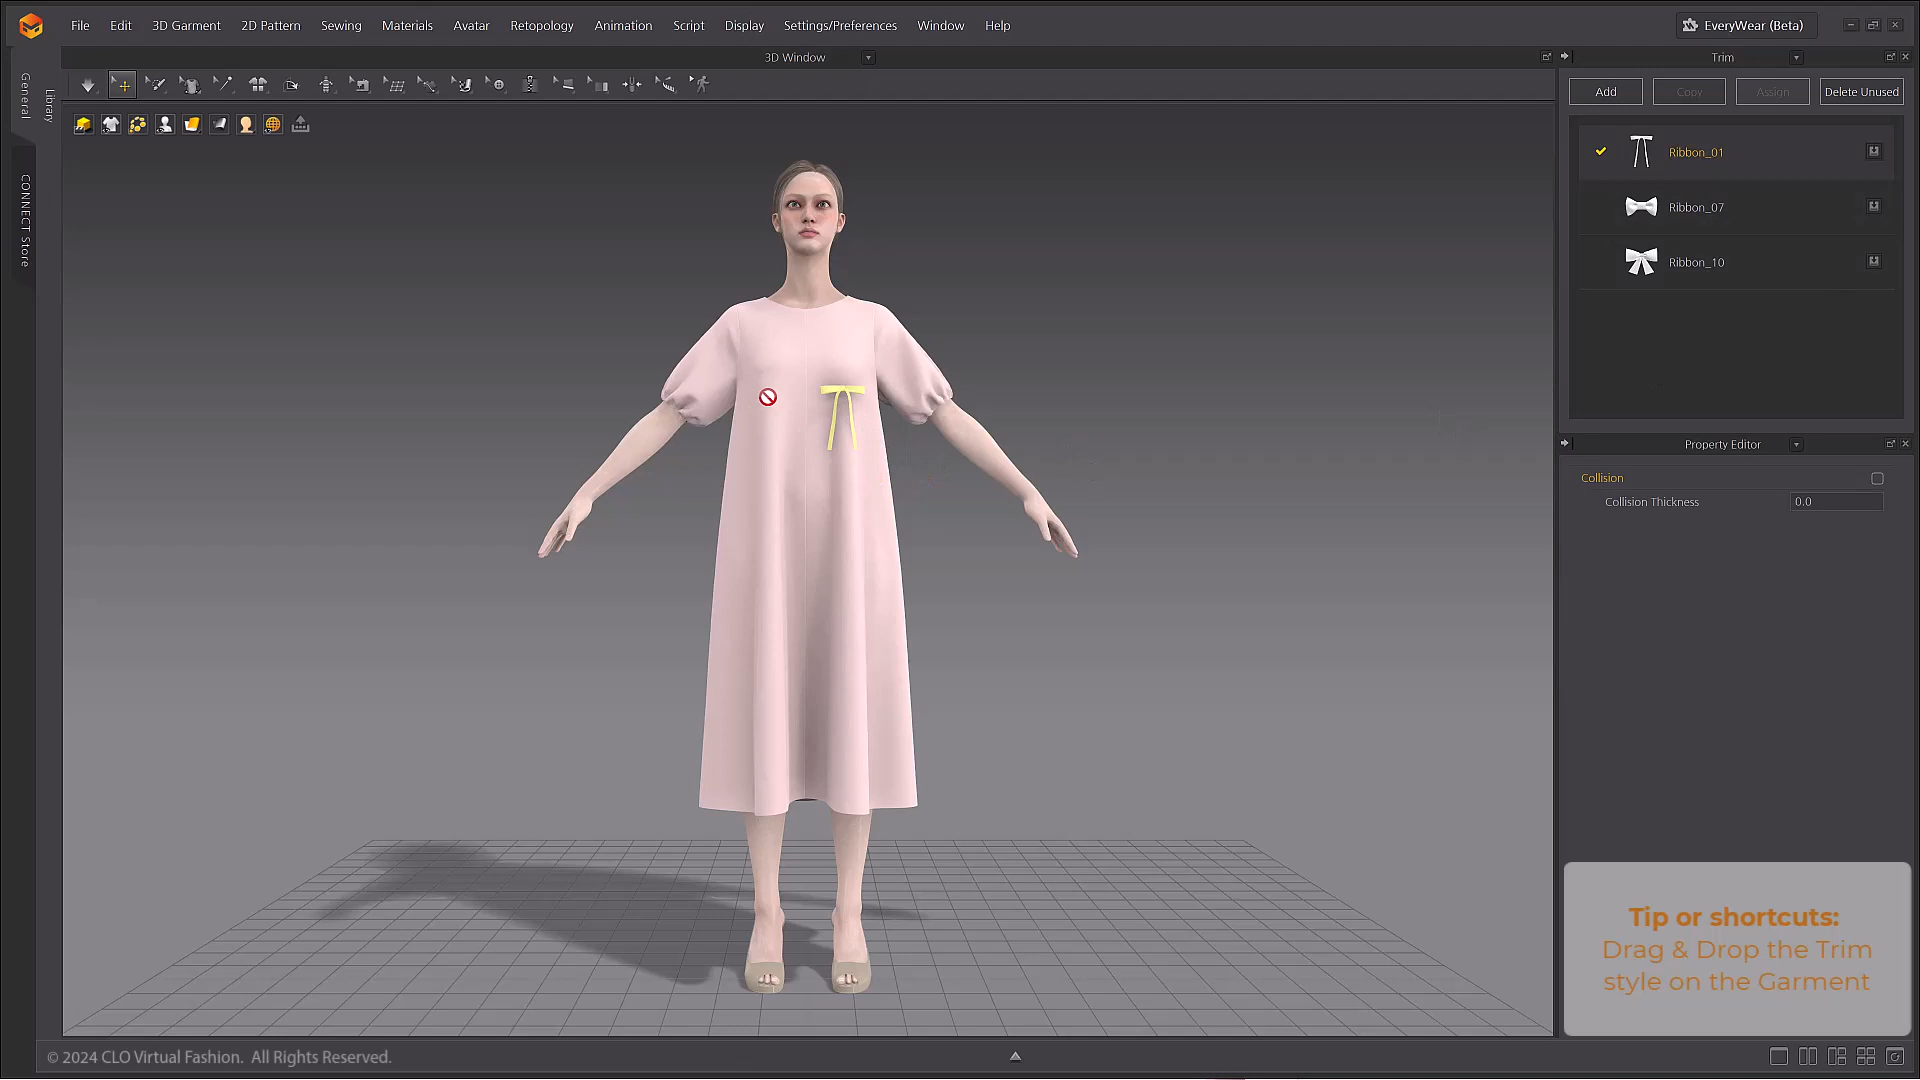 File Edit 3D Garment 2D Pattern Sewing Materials Avatar Retopology Animation Script Display Settings/Preferences Window Help
EveryWear (Beta)
General
Library
CONNECT Store
3D Window
Trim
Add Copy Assign Delete Unused
Ribbon_01
Ribbon_07
Ribbon_10
Property Editor
Collision
Collision Thickness 0.0
Tip or shortcuts:
Drag & Drop the Trim
style on the Garment
© 2024 CLO Virtual Fashion. All Rights Reserved.